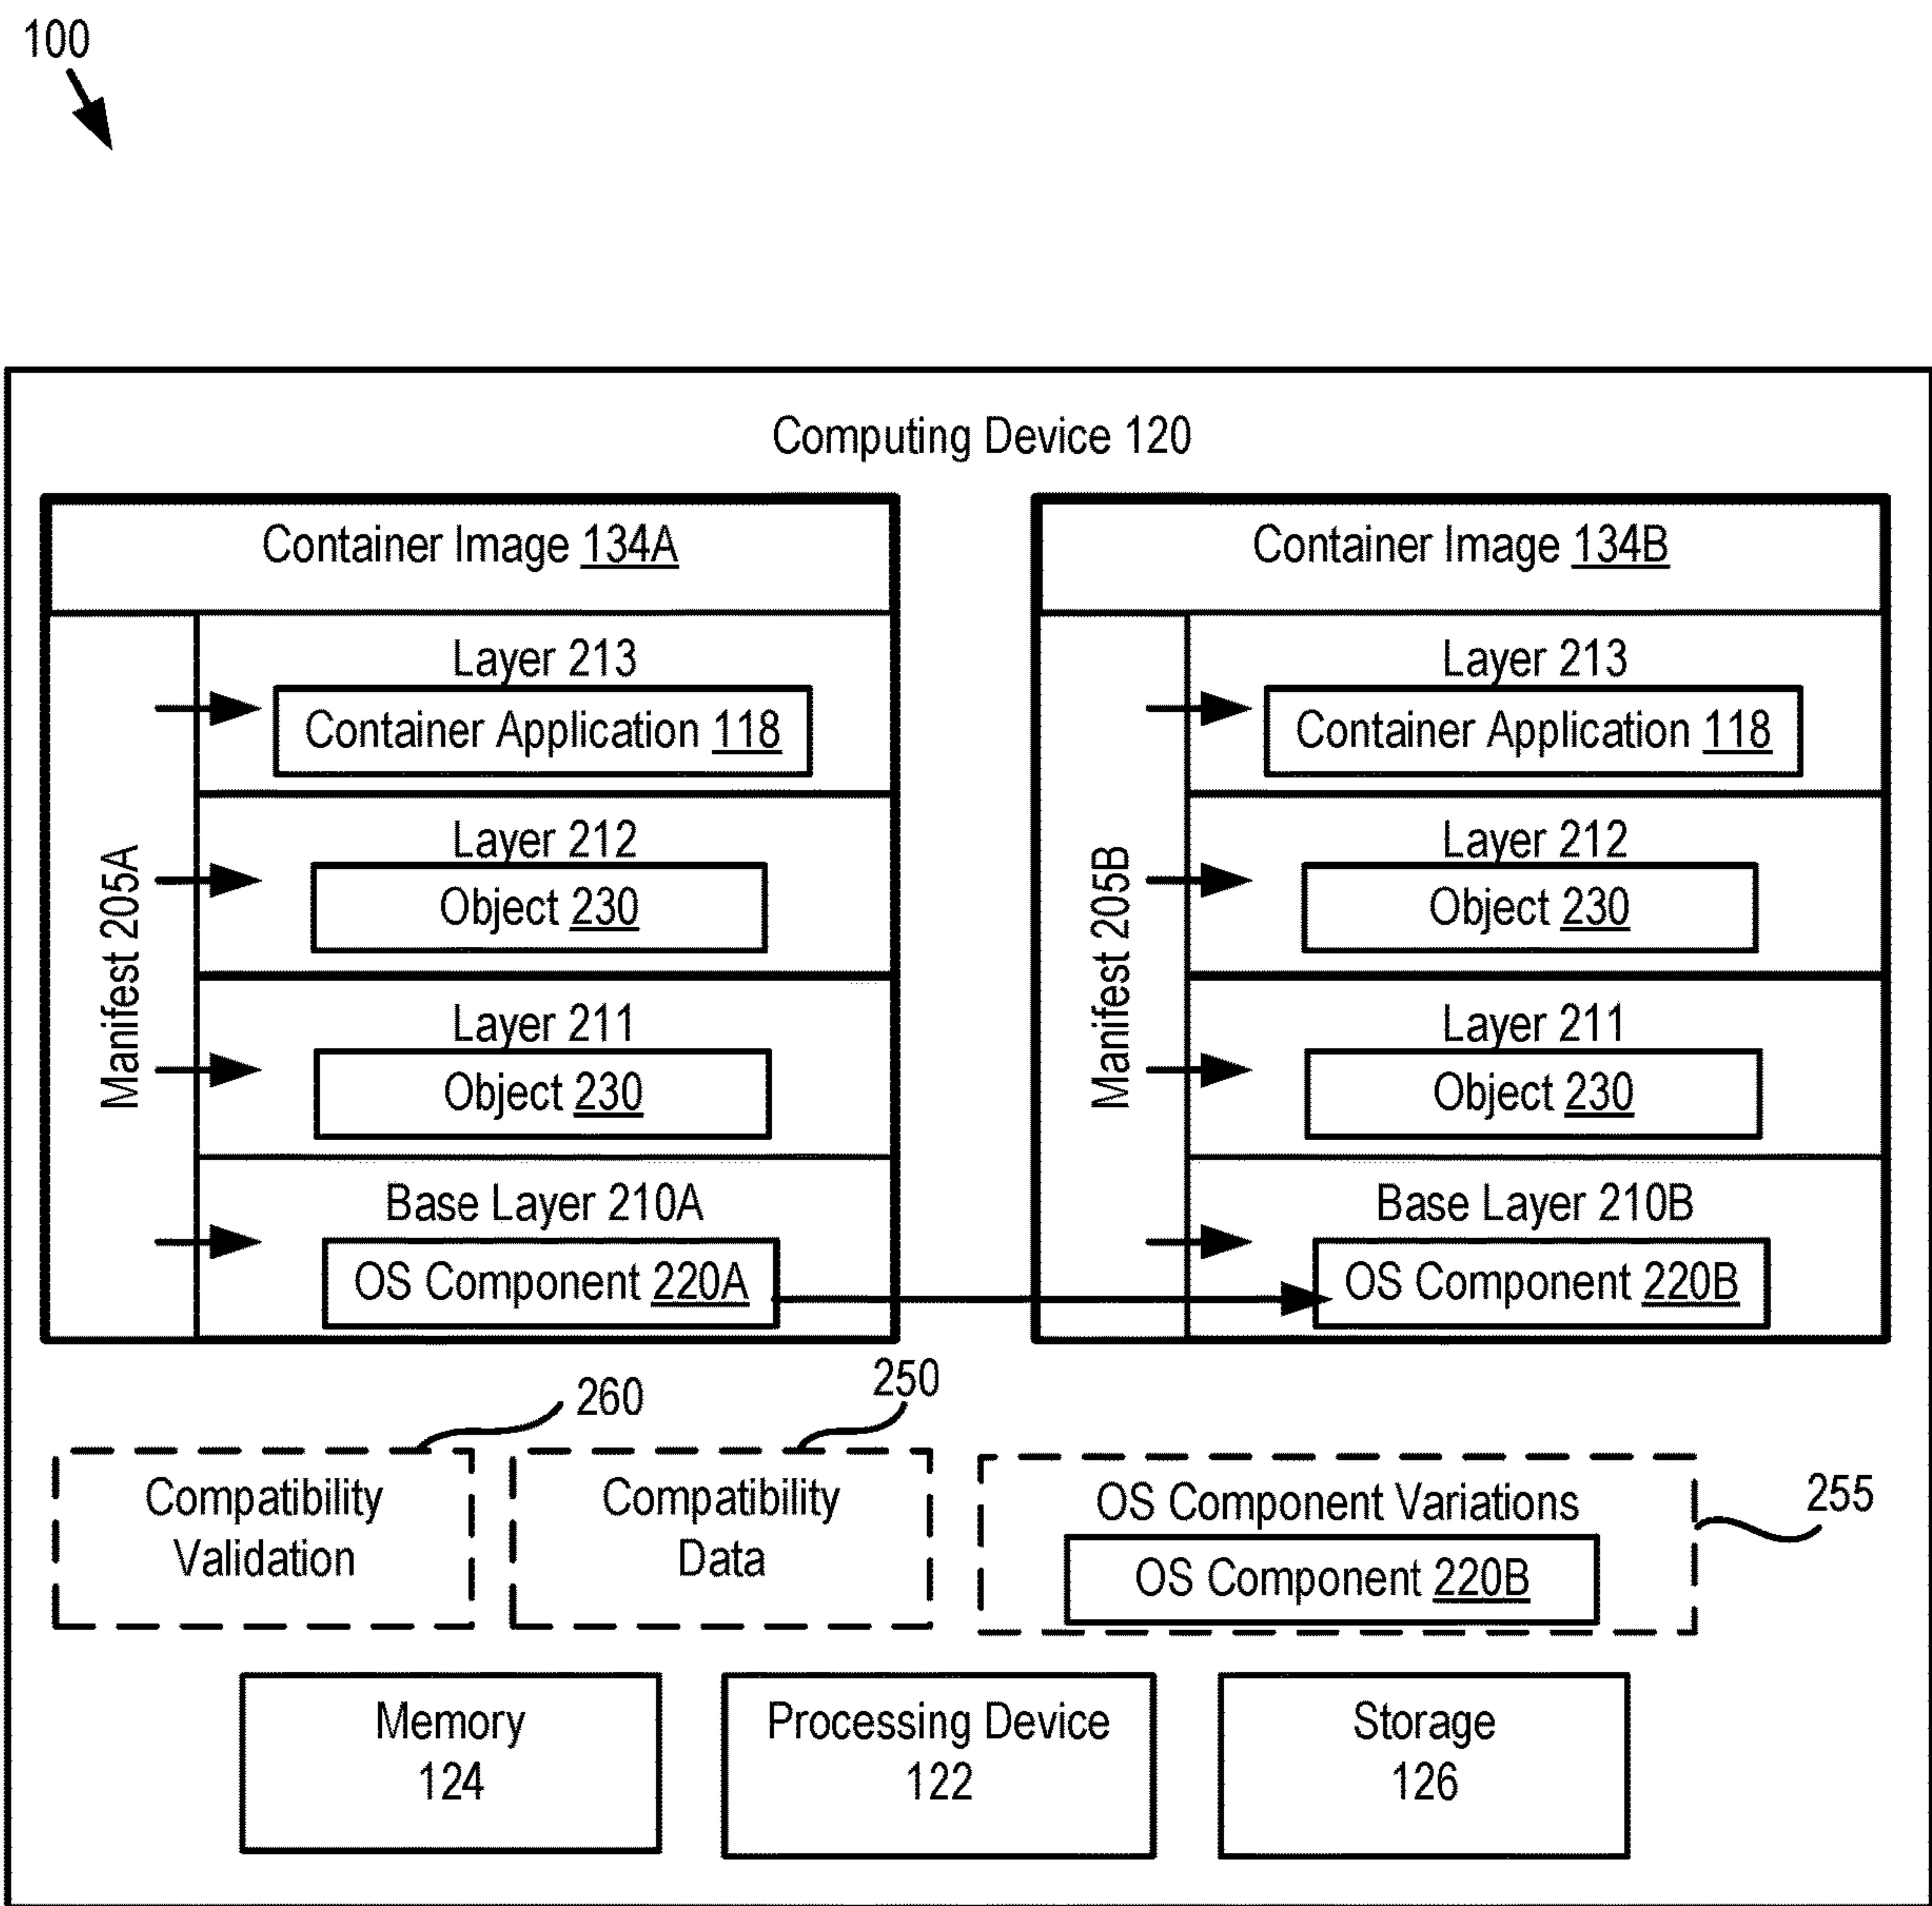 100
Computing Device 120
Container Image 134A
Manifest 205A
Layer 213
Container Application 118
Layer 212
Object 230
Layer 211
Object 230
Base Layer 210A
OS Component 220A
Container Image 134B
Manifest 205B
Layer 213
Container Application 118
Layer 212
Object 230
Layer 211
Object 230
Base Layer 210B
OS Component 220B
260
Compatibility
Validation
250
Compatibility
Data
OS Component Variations
OS Component 220B
255
Memory
124
Processing Device
122
Storage
126